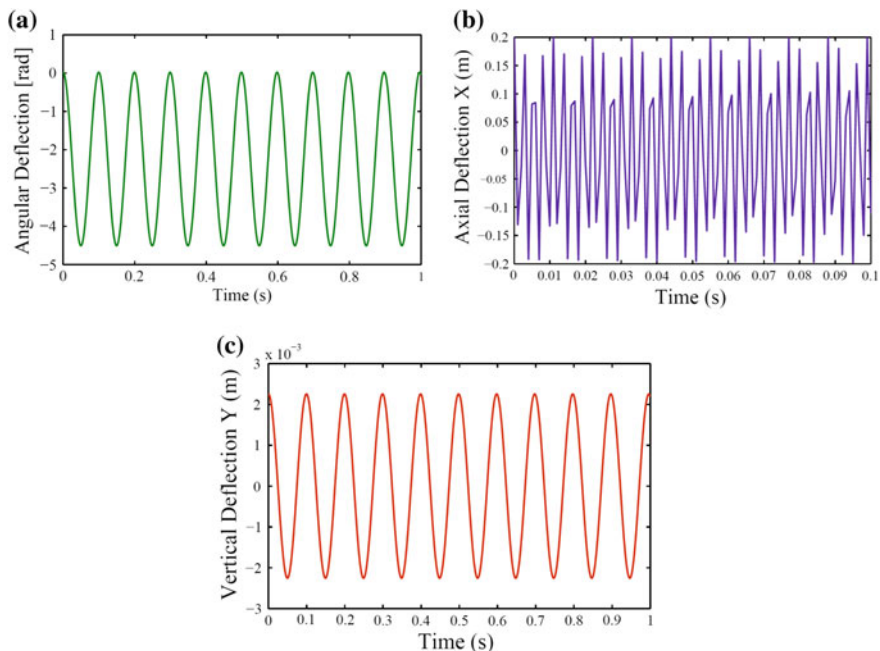 (a)
1
0
−1
−2
−3
−4
−5
Angular Deflection [rad]
0 0.2 0.4 0.6 0.8 1
Time (s)
(b)
0.2
0.15
0.1
0.05
0
−0.05
−0.1
−0.15
−0.2
Axial Deflection X (m)
0 0.01 0.02 0.03 0.04 0.05 0.06 0.07 0.08 0.09 0.1
Time (s)
(c)
x 10⁻³
3
2
1
0
−1
−2
−3
Vertical Deflection Y (m)
0 0.1 0.2 0.3 0.4 0.5 0.6 0.7 0.8 0.9 1
Time (s)